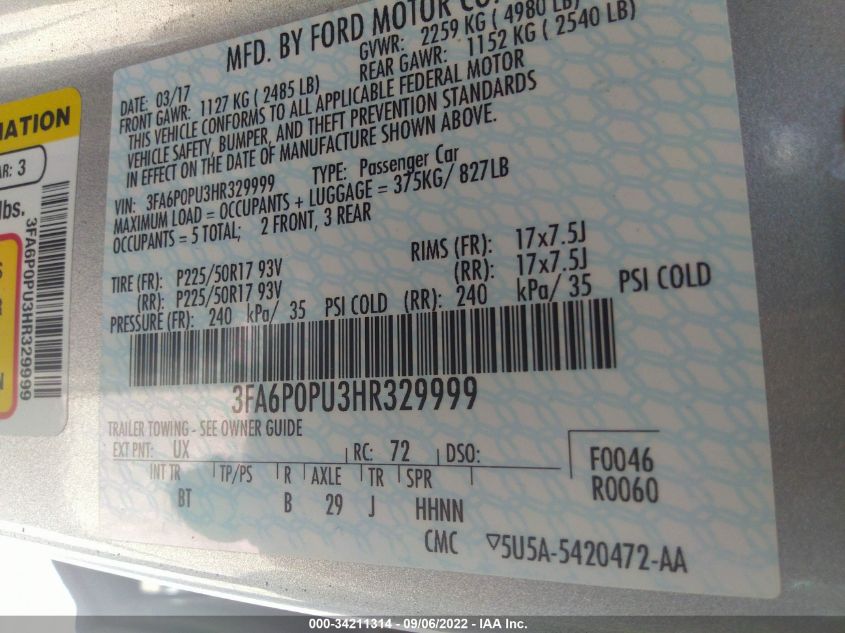 MFD. BY FORD MOTOR CO.
DATE: 03/17 GVWR: 2259 KG ( 4980 LB)
FRONT GAWR: 1127 KG ( 2485 LB) REAR GAWR: 1152 KG ( 2540 LB)
THIS VEHICLE CONFORMS TO ALL APPLICABLE FEDERAL MOTOR
VEHICLE SAFETY, BUMPER, AND THEFT PREVENTION STANDARDS
IN EFFECT ON THE DATE OF MANUFACTURE SHOWN ABOVE.
VIN: 3FA6P0PU3HR329999 TYPE: Passenger Car
MAXIMUM LOAD = OCCUPANTS + LUGGAGE = 375KG/ 827LB
OCCUPANTS = 5 TOTAL; 2 FRONT, 3 REAR
TIRE (FR): P225/50R17 93V RIMS (FR): 17x7.5J
(RR): P225/50R17 93V (RR): 17x7.5J
PRESSURE (FR): 240 kPa/ 35 PSI COLD (RR): 240 kPa/ 35 PSI COLD
3FA6P0PU3HR329999
TRAILER TOWING - SEE OWNER GUIDE
EXT PNT: UX RC: 72 DSO:
INT TR TP/PS R AXLE TR SPR
BT B 29 J HHNN
F0046
R0060
CMC ▽5U5A-5420472-AA
AR: 3
lbs.
3FA6P0PU3HR329999
000-34211314 - 09/06/2022 - IAA Inc.